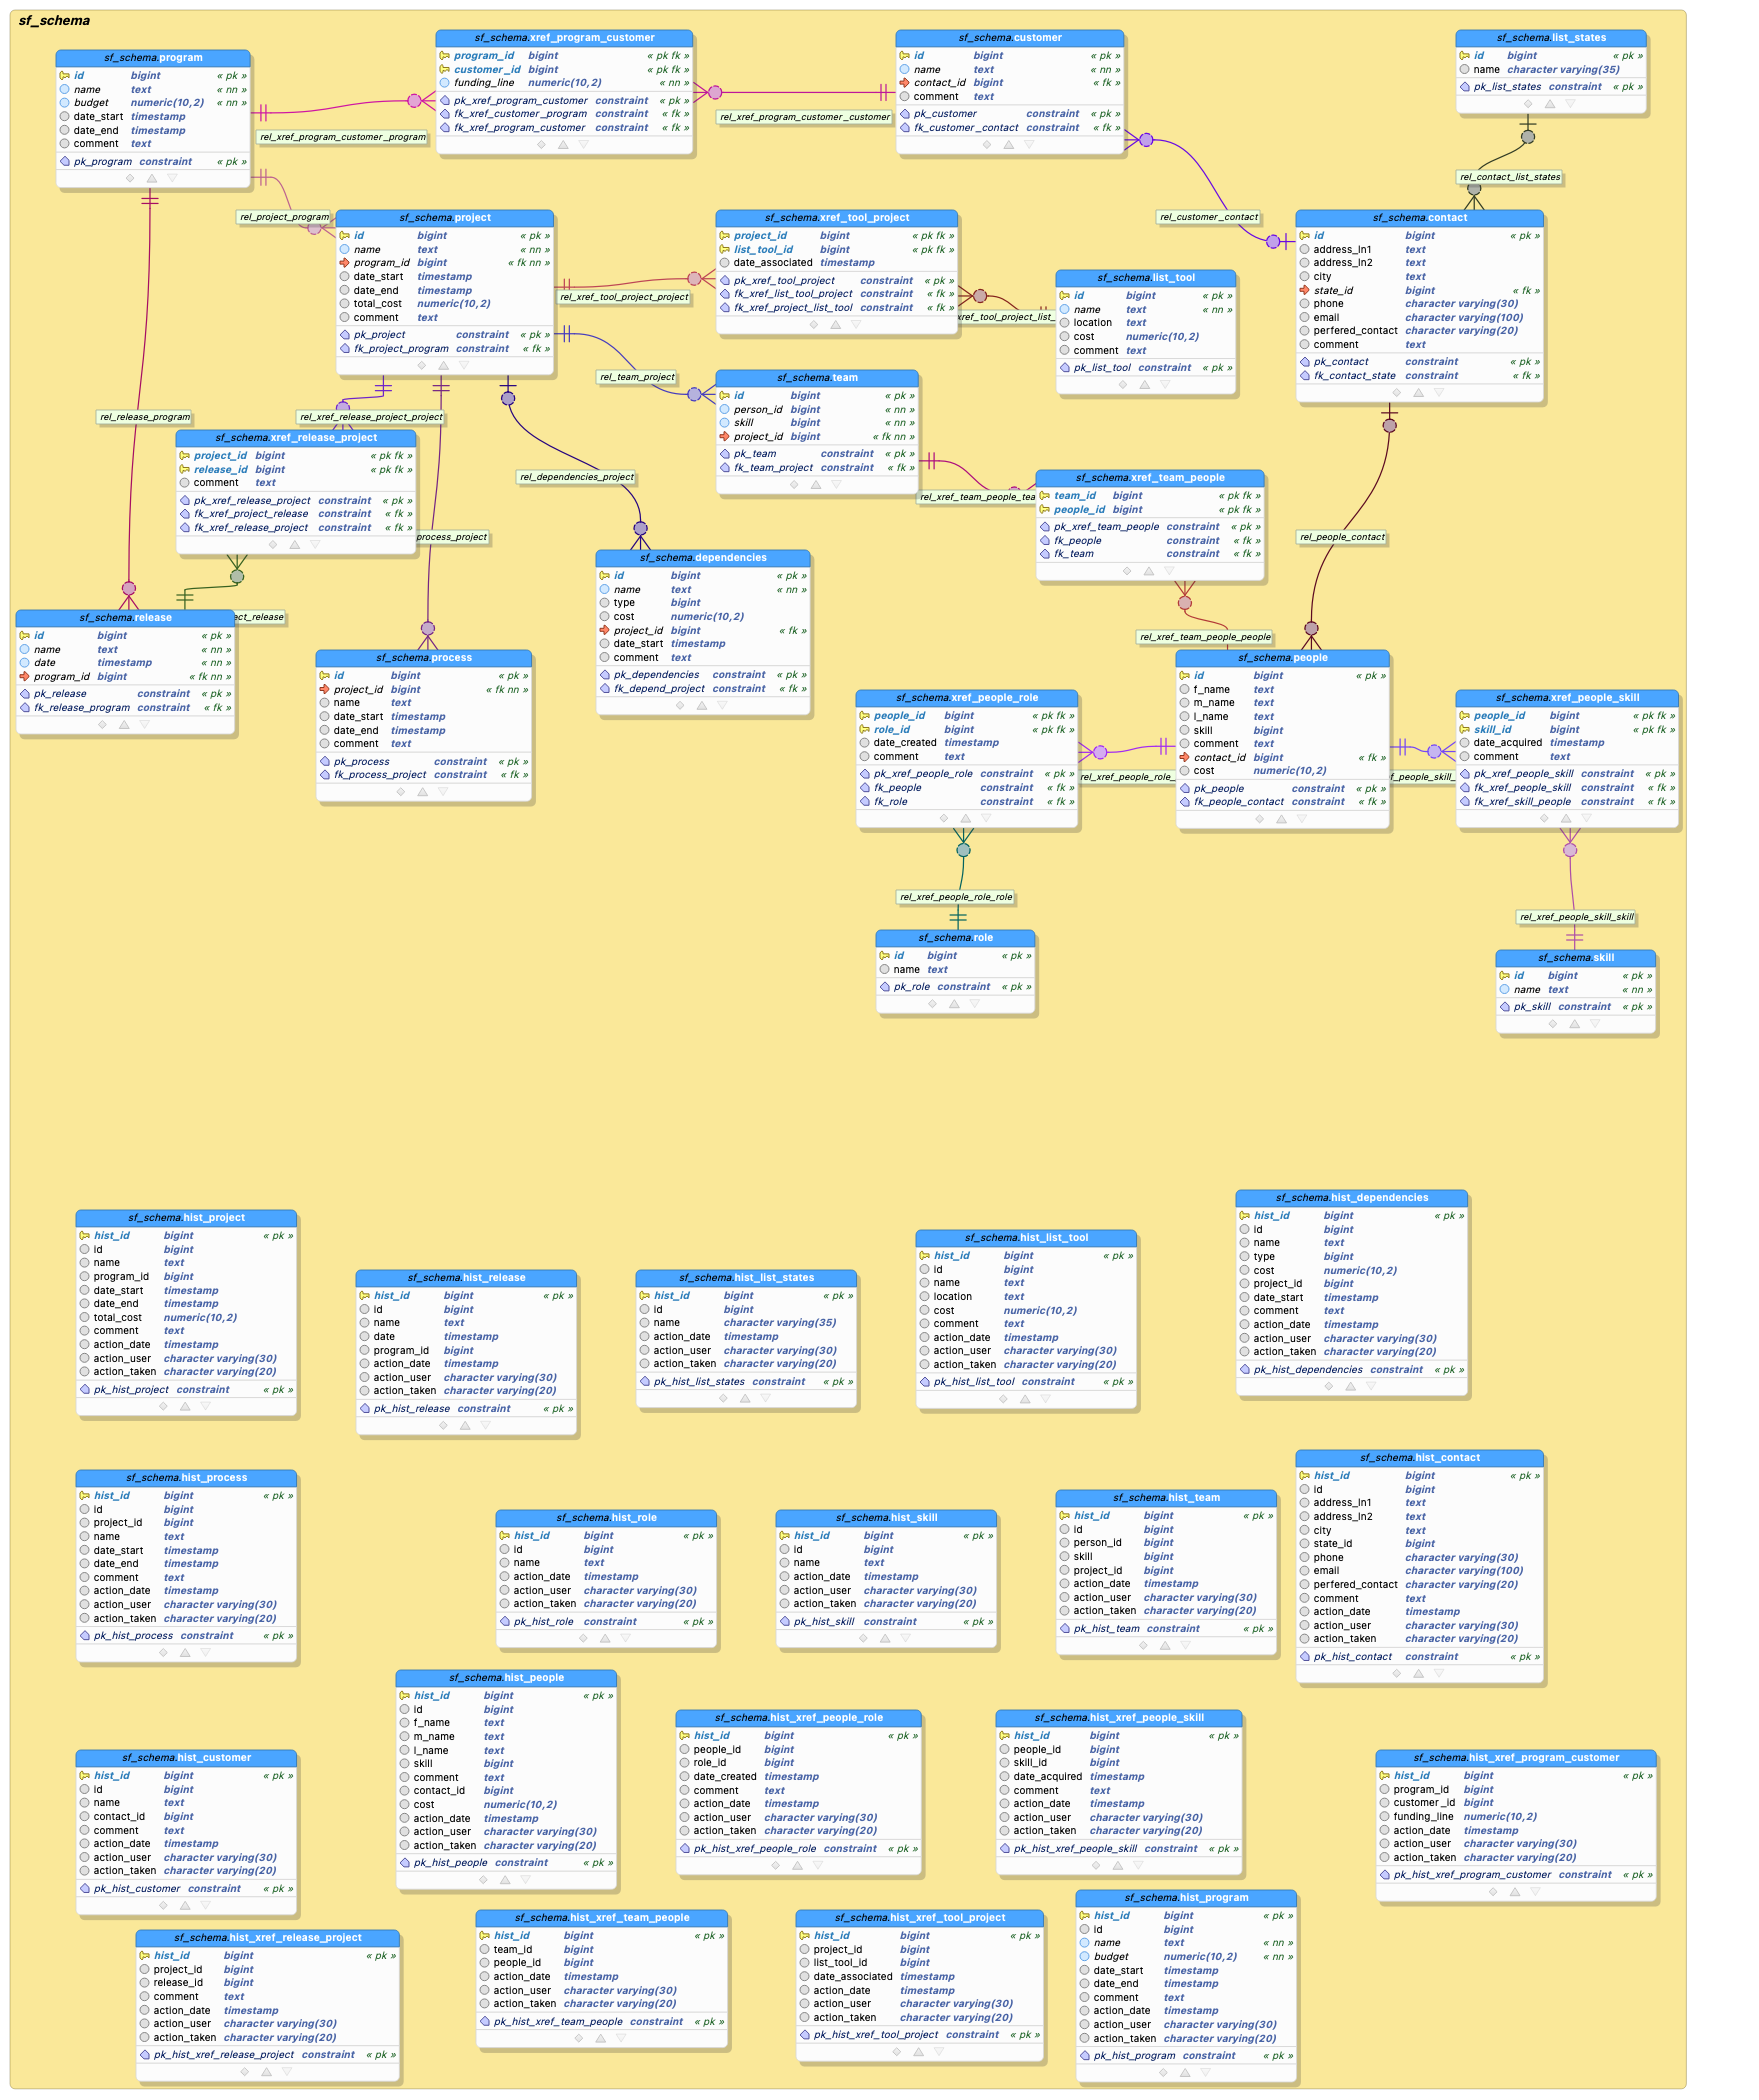 sf_schema
sf_schema.program
id bigint « pk »
name text « nn »
budget numeric(10,2) « nn »
date_start timestamp
date_end timestamp
comment text
pk_program constraint « pk »
sf_schema.xref_program_customer
program_id bigint « pk fk »
customer_id bigint « pk fk »
funding_line numeric(10,2) « nn »
pk_xref_program_customer constraint « pk »
fk_xref_customer_program constraint « fk »
fk_xref_program_customer constraint « fk »
sf_schema.customer
id bigint « pk »
name text « nn »
contact_id bigint « fk »
comment text
pk_customer constraint « pk »
fk_customer_contact constraint « fk »
sf_schema.list_states
id bigint « pk »
name character varying(35)
pk_list_states constraint « pk »
rel_xref_program_customer_program
rel_xref_program_customer_customer
rel_contact_list_states
rel_project_program
rel_customer_contact
sf_schema.project
id bigint « pk »
name text « nn »
program_id bigint « fk nn »
date_start timestamp
date_end timestamp
total_cost numeric(10,2)
comment text
pk_project constraint « pk »
fk_project_program constraint « fk »
rel_xref_tool_project_project
sf_schema.xref_tool_project
project_id bigint « pk fk »
list_tool_id bigint « pk fk »
date_associated timestamp
pk_xref_tool_project constraint « pk »
fk_xref_list_tool_project constraint « fk »
fk_xref_project_list_tool constraint « fk »
xref_tool_project_list_
sf_schema.list_tool
id bigint « pk »
name text « nn »
location text
cost numeric(10,2)
comment text
pk_list_tool constraint « pk »
sf_schema.contact
id bigint « pk »
address_ln1 text
address_ln2 text
city text
state_id bigint « fk »
phone character varying(30)
email character varying(100)
perfered_contact character varying(20)
comment text
pk_contact constraint « pk »
fk_contact_state constraint « fk »
rel_team_project
sf_schema.team
id bigint « pk »
person_id bigint « nn »
skill bigint « nn »
project_id bigint « fk nn »
pk_team constraint « pk »
fk_team_project constraint « fk »
rel_release_program
rel_xref_release_project_project
sf_schema.xref_release_project
project_id bigint « pk fk »
release_id bigint « pk fk »
comment text
pk_xref_release_project constraint « pk »
fk_xref_project_release constraint « fk »
fk_xref_release_project constraint « fk »
rel_dependencies_project
rel_xref_team_people_tea
sf_schema.xref_team_people
team_id bigint « pk fk »
people_id bigint « pk fk »
pk_xref_team_people constraint « pk »
fk_people constraint « fk »
fk_team constraint « fk »
process_project
rel_people_contact
sf_schema.dependencies
id bigint « pk »
name text « nn »
type bigint
cost numeric(10,2)
project_id bigint « fk »
date_start timestamp
comment text
pk_dependencies constraint « pk »
fk_depend_project constraint « fk »
sf_schema.release
id bigint « pk »
name text « nn »
date timestamp « nn »
program_id bigint « fk nn »
pk_release constraint « pk »
fk_release_program constraint « fk »
ect_release
rel_xref_team_people_people
sf_schema.process
id bigint « pk »
project_id bigint « fk nn »
name text
date_start timestamp
date_end timestamp
comment text
pk_process constraint « pk »
fk_process_project constraint « fk »
sf_schema.people
id bigint « pk »
f_name text
m_name text
l_name text
skill bigint
comment text
contact_id bigint « fk »
cost numeric(10,2)
pk_people constraint « pk »
fk_people_contact constraint « fk »
sf_schema.xref_people_role
people_id bigint « pk fk »
role_id bigint « pk fk »
date_created timestamp
comment text
pk_xref_people_role constraint « pk »
fk_people constraint « fk »
fk_role constraint « fk »
rel_xref_people_role_
f_people_skill_
sf_schema.xref_people_skill
people_id bigint « pk fk »
skill_id bigint « pk fk »
date_acquired timestamp
comment text
pk_xref_people_skill constraint « pk »
fk_xref_people_skill constraint « fk »
fk_xref_skill_people constraint « fk »
rel_xref_people_role_role
rel_xref_people_skill_skill
sf_schema.role
id bigint « pk »
name text
pk_role constraint « pk »
sf_schema.skill
id bigint « pk »
name text « nn »
pk_skill constraint « pk »
sf_schema.hist_project
hist_id bigint « pk »
id bigint
name text
program_id bigint
date_start timestamp
date_end timestamp
total_cost numeric(10,2)
comment text
action_date timestamp
action_user character varying(30)
action_taken character varying(20)
pk_hist_project constraint « pk »
sf_schema.hist_release
hist_id bigint « pk »
id bigint
name text
date timestamp
program_id bigint
action_date timestamp
action_user character varying(30)
action_taken character varying(20)
pk_hist_release constraint « pk »
sf_schema.hist_list_states
hist_id bigint « pk »
id bigint
name character varying(35)
action_date timestamp
action_user character varying(30)
action_taken character varying(20)
pk_hist_list_states constraint « pk »
sf_schema.hist_list_tool
hist_id bigint « pk »
id bigint
name text
location text
cost numeric(10,2)
comment text
action_date timestamp
action_user character varying(30)
action_taken character varying(20)
pk_hist_list_tool constraint « pk »
sf_schema.hist_dependencies
hist_id bigint « pk »
id bigint
name text
type bigint
cost numeric(10,2)
project_id bigint
date_start timestamp
comment text
action_date timestamp
action_user character varying(30)
action_taken character varying(20)
pk_hist_dependencies constraint « pk »
sf_schema.hist_process
hist_id bigint « pk »
id bigint
project_id bigint
name text
date_start timestamp
date_end timestamp
comment text
action_date timestamp
action_user character varying(30)
action_taken character varying(20)
pk_hist_process constraint « pk »
sf_schema.hist_role
hist_id bigint « pk »
id bigint
name text
action_date timestamp
action_user character varying(30)
action_taken character varying(20)
pk_hist_role constraint « pk »
sf_schema.hist_skill
hist_id bigint « pk »
id bigint
name text
action_date timestamp
action_user character varying(30)
action_taken character varying(20)
pk_hist_skill constraint « pk »
sf_schema.hist_team
hist_id bigint « pk »
id bigint
person_id bigint
skill bigint
project_id bigint
action_date timestamp
action_user character varying(30)
action_taken character varying(20)
pk_hist_team constraint « pk »
sf_schema.hist_contact
hist_id bigint « pk »
id bigint
address_ln1 text
address_ln2 text
city text
state_id bigint
phone character varying(30)
email character varying(100)
perfered_contact character varying(20)
comment text
action_date timestamp
action_user character varying(30)
action_taken character varying(20)
pk_hist_contact constraint « pk »
sf_schema.hist_customer
hist_id bigint « pk »
id bigint
name text
contact_id bigint
comment text
action_date timestamp
action_user character varying(30)
action_taken character varying(20)
pk_hist_customer constraint « pk »
sf_schema.hist_people
hist_id bigint « pk »
id bigint
f_name text
m_name text
l_name text
skill bigint
comment text
contact_id bigint
cost numeric(10,2)
action_date timestamp
action_user character varying(30)
action_taken character varying(20)
pk_hist_people constraint « pk »
sf_schema.hist_xref_people_role
hist_id bigint « pk »
people_id bigint
role_id bigint
date_created timestamp
comment text
action_date timestamp
action_user character varying(30)
action_taken character varying(20)
pk_hist_xref_people_role constraint « pk »
sf_schema.hist_xref_people_skill
hist_id bigint « pk »
people_id bigint
skill_id bigint
date_acquired timestamp
comment text
action_date timestamp
action_user character varying(30)
action_taken character varying(20)
pk_hist_xref_people_skill constraint « pk »
sf_schema.hist_xref_program_customer
hist_id bigint « pk »
program_id bigint
customer_id bigint
funding_line numeric(10,2)
action_date timestamp
action_user character varying(30)
action_taken character varying(20)
pk_hist_xref_program_customer constraint « pk »
sf_schema.hist_xref_release_project
hist_id bigint « pk »
project_id bigint
release_id bigint
comment text
action_date timestamp
action_user character varying(30)
action_taken character varying(20)
pk_hist_xref_release_project constraint « pk »
sf_schema.hist_xref_team_people
hist_id bigint « pk »
team_id bigint
people_id bigint
action_date timestamp
action_user character varying(30)
action_taken character varying(20)
pk_hist_xref_team_people constraint « pk »
sf_schema.hist_xref_tool_project
hist_id bigint « pk »
project_id bigint
list_tool_id bigint
date_associated timestamp
action_date timestamp
action_user character varying(30)
action_taken character varying(20)
pk_hist_xref_tool_project constraint « pk »
sf_schema.hist_program
hist_id bigint « pk »
id bigint
name text « nn »
budget numeric(10,2) « nn »
date_start timestamp
date_end timestamp
comment text
action_date timestamp
action_user character varying(30)
action_taken character varying(20)
pk_hist_program constraint « pk »